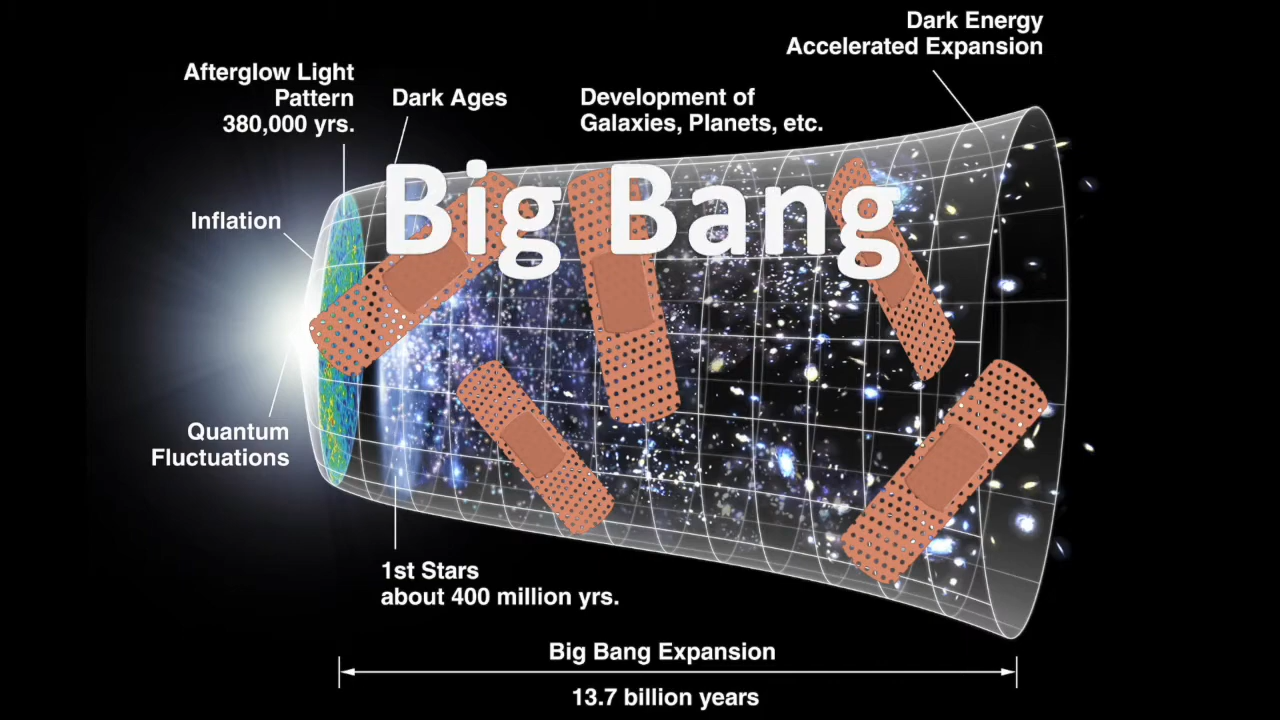 Dark Energy
Accelerated Expansion
Afterglow Light
Pattern
380,000 yrs.
Dark Ages
Development of
Galaxies, Planets, etc.
Big Bang
Inflation
Quantum
Fluctuations
1st Stars
about 400 million yrs.
Big Bang Expansion
13.7 billion years